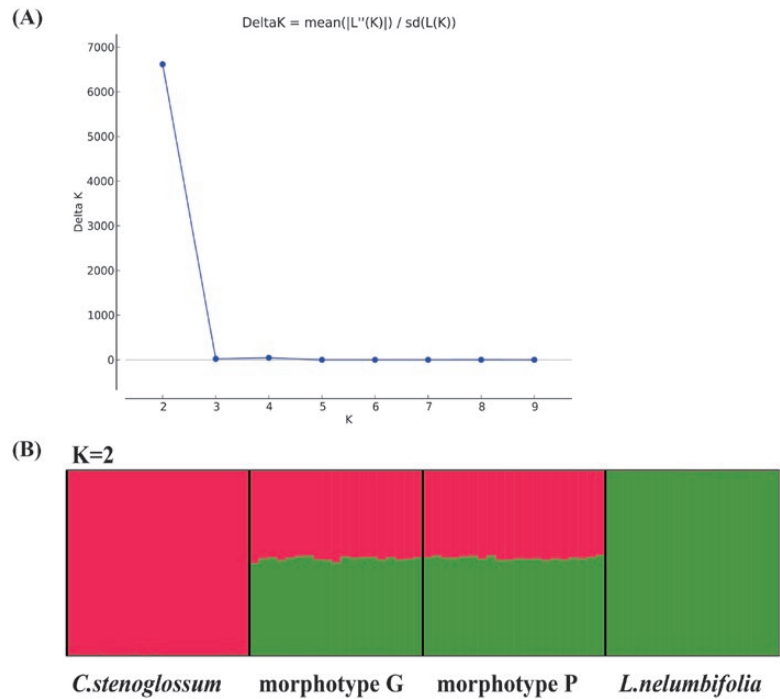 (A)
DeltaK = mean(|L''(K)|) / sd(L(K))
7000
6000
5000
4000
3000
2000
1000
0
Delta K
2 3 4 5 6 7 8 9
K
(B)
K=2
C.stenoglossum morphotype G morphotype P L.nelumbifolia